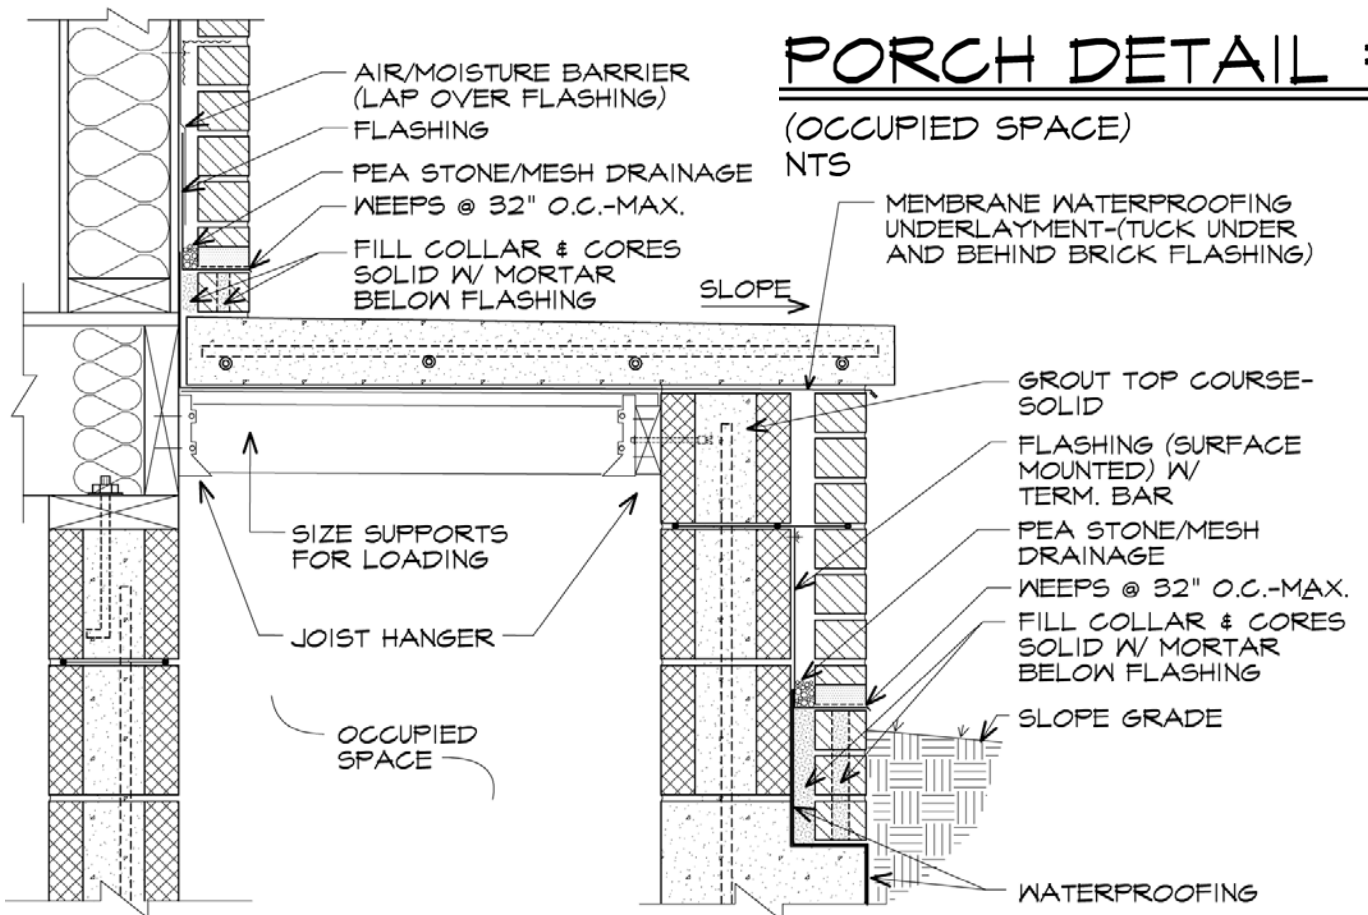 PORCH DETAIL
(OCCUPIED SPACE)
NTS
AIR/MOISTURE BARRIER
(LAP OVER FLASHING)
FLASHING
PEA STONE/MESH DRAINAGE
WEEPS @ 32" O.C.-MAX.
FILL COLLAR & CORES
SOLID W/ MORTAR
BELOW FLASHING
MEMBRANE WATERPROOFING
UNDERLAYMENT-(TUCK UNDER
AND BEHIND BRICK FLASHING)
SLOPE
GROUT TOP COURSE-
SOLID
FLASHING (SURFACE
MOUNTED) W/
TERM. BAR
PEA STONE/MESH
DRAINAGE
WEEPS @ 32" O.C.-MAX.
FILL COLLAR & CORES
SOLID W/ MORTAR
BELOW FLASHING
SLOPE GRADE
WATERPROOFING
SIZE SUPPORTS
FOR LOADING
JOIST HANGER
OCCUPIED
SPACE